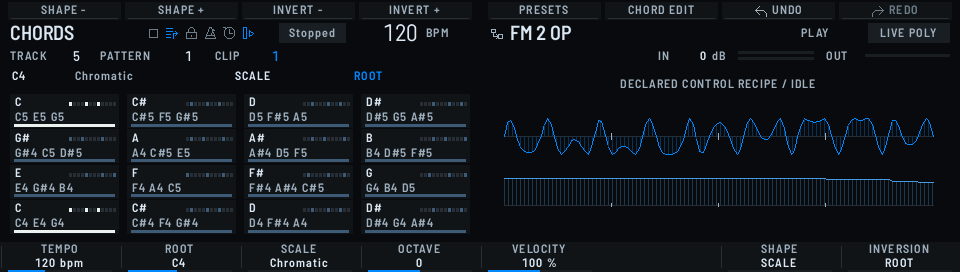 SHAPE - SHAPE + INVERT - INVERT + PRESETS CHORD EDIT UNDO REDO
CHORDS Stopped 120 BPM FM 2 OP PLAY LIVE POLY
TRACK 5 PATTERN 1 CLIP 1 IN 0 dB OUT
C4 Chromatic SCALE ROOT
DECLARED CONTROL RECIPE / IDLE
C C# D D#
C5 E5 G5 C#5 F5 G#5 D5 F#5 A5 D#5 G5 A#5
G# A A# B
G#4 C5 D#5 A4 C#5 E5 A#4 D5 F5 B4 D#5 F#5
E F F# G
E4 G#4 B4 F4 A4 C5 F#4 A#4 C#5 G4 B4 D5
C C# D D#
C4 E4 G4 C#4 F4 G#4 D4 F#4 A4 D#4 G4 A#4
TEMPO ROOT SCALE OCTAVE VELOCITY SHAPE INVERSION
120 bpm C4 Chromatic 0 100 % SCALE ROOT